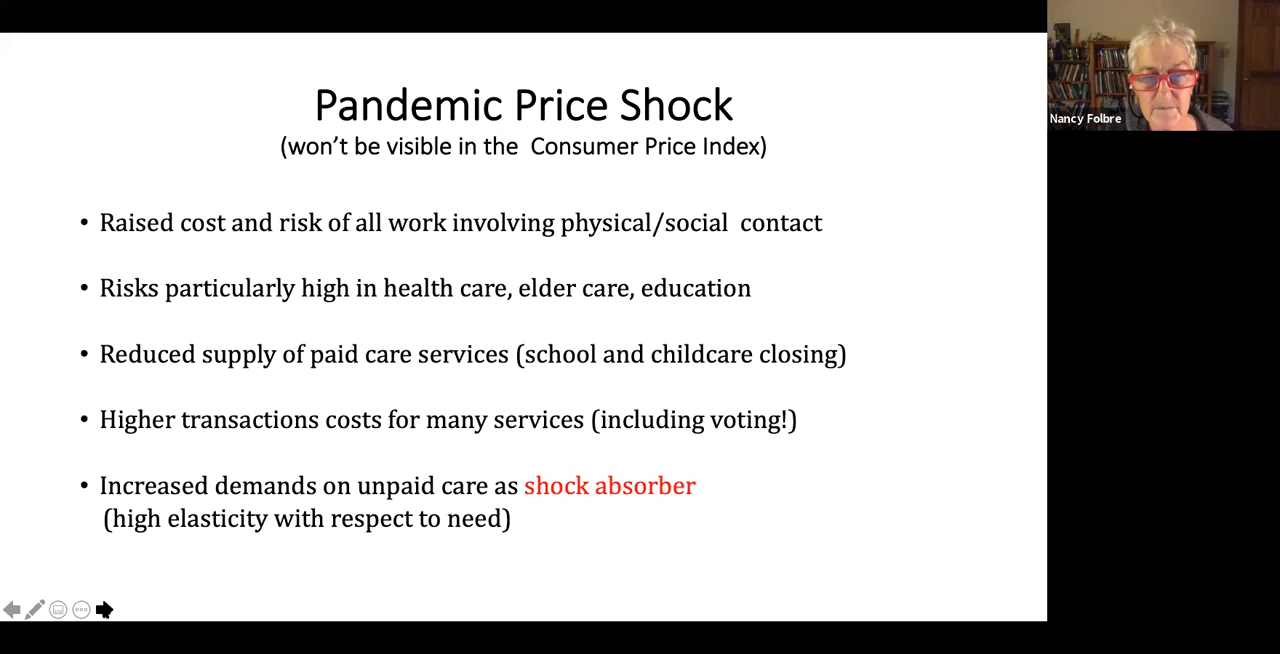 Pandemic Price Shock
(won’t be visible in the Consumer Price Index)
• Raised cost and risk of all work involving physical/social contact
• Risks particularly high in health care, elder care, education
• Reduced supply of paid care services (school and childcare closing)
• Higher transactions costs for many services (including voting!)
• Increased demands on unpaid care as shock absorber
(high elasticity with respect to need)
Nancy Folbre